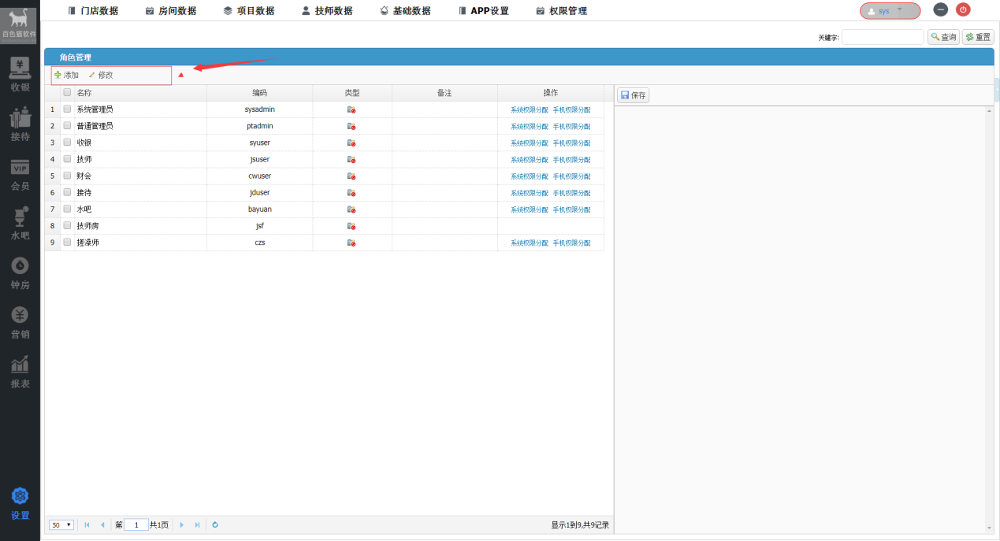 门店数据 房间数据 项目数据 技师数据 基础数据 APP设置 权限管理 sys
百色猫软件
关键字: 查询 重置
角色管理
添加 修改
名称 编码 类型 备注 操作 保存
1 系统管理员 sysadmin 系统权限分配 手机权限分配
2 普通管理员 ptadmin 系统权限分配 手机权限分配
3 收银 syuser 系统权限分配 手机权限分配
4 技师 jsuser 系统权限分配 手机权限分配
5 财会 cwuser 系统权限分配 手机权限分配
6 接待 jduser 系统权限分配 手机权限分配
7 水吧 bayuan 系统权限分配 手机权限分配
8 技师房 jsf
9 搓澡师 czs 系统权限分配 手机权限分配
收银
接待
VIP
会员
水吧
钟房
营销
报表
设置
50 第 1 共1页 显示1到9,共9记录